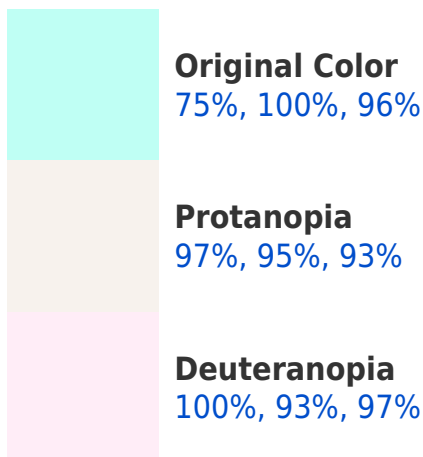 Original Color
75%, 100%, 96%
Protanopia
97%, 95%, 93%
Deuteranopia
100%, 93%, 97%